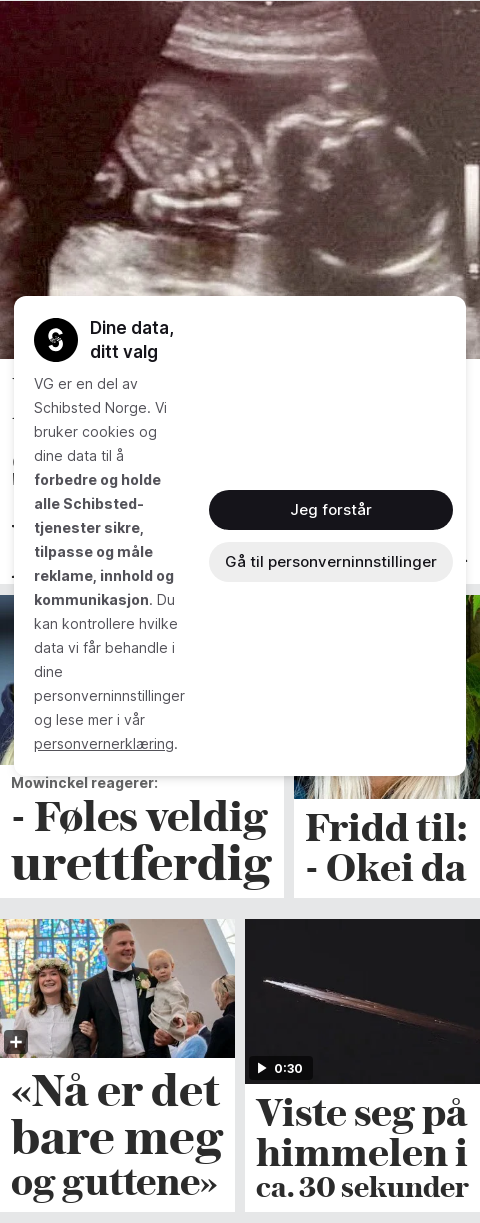 Dine data,
ditt valg
VG er en del av
Schibsted Norge. Vi
bruker cookies og
dine data til å
forbedre og holde
alle Schibsted-
tjenester sikre,
tilpasse og måle
reklame, innhold og
kommunikasjon. Du
kan kontrollere hvilke
data vi får behandle i
dine
personverninnstillinger
og lese mer i vår
personvernerklæring.
Jeg forstår
Gå til personverninnstillinger
Mowinckel reagerer:
- Føles veldig
urettferdig
Fridd til:
- Okei da
«Nå er det
bare meg
og guttene»
0:30
Viste seg på
himmelen i
ca. 30 sekunder